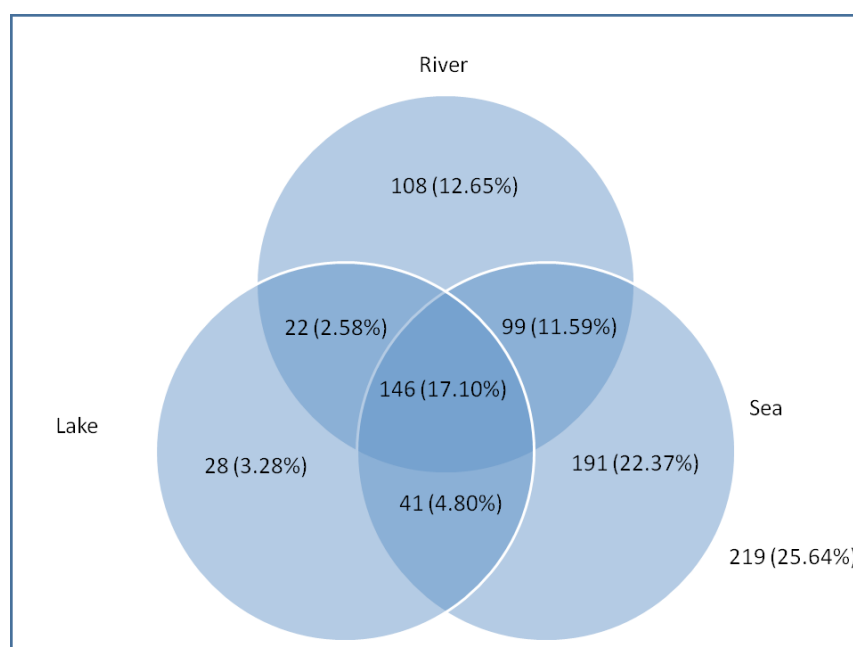 River
108 (12.65%)
22 (2.58%)
99 (11.59%)
146 (17.10%)
Sea
Lake
28 (3.28%)
191 (22.37%)
41 (4.80%)
219 (25.64%)